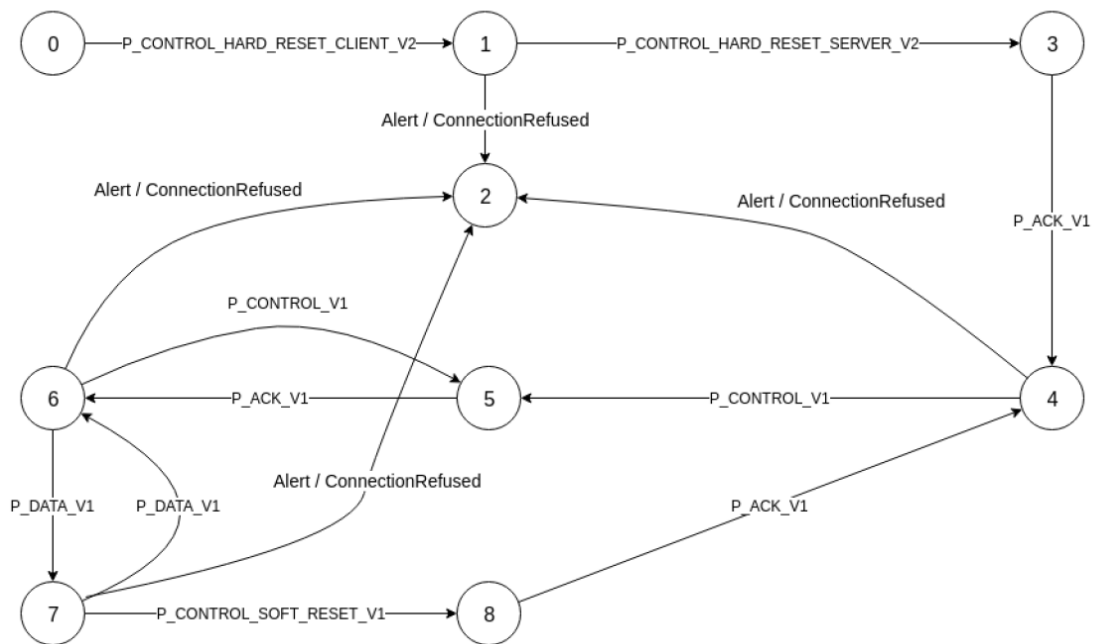 0
P_CONTROL_HARD_RESET_CLIENT_V2
1
P_CONTROL_HARD_RESET_SERVER_V2
3
Alert / ConnectionRefused
Alert / ConnectionRefused
2
Alert / ConnectionRefused
P_ACK_V1
P_CONTROL_V1
6
P_ACK_V1
5
P_CONTROL_V1
4
Alert / ConnectionRefused
P_DATA_V1
P_DATA_V1
P_ACK_V1
7
P_CONTROL_SOFT_RESET_V1
8